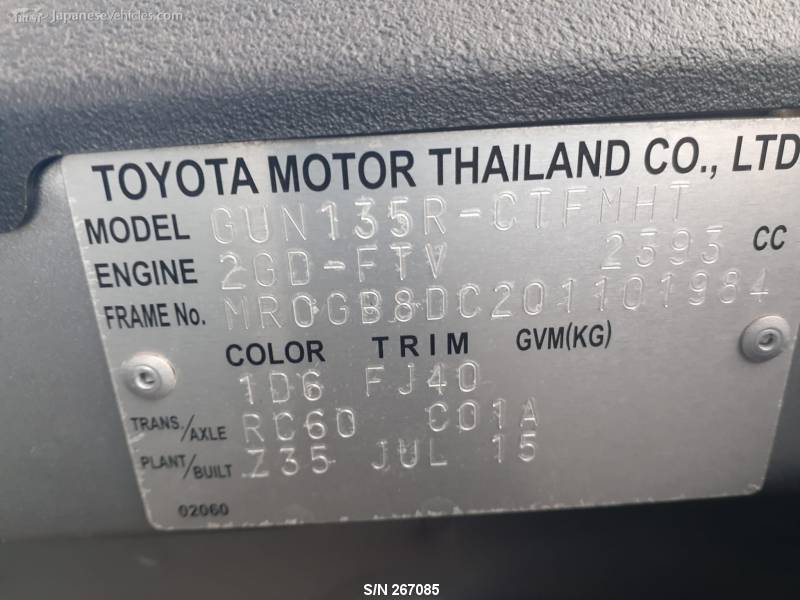 JapaneseVehicles.com
TOYOTA MOTOR THAILAND CO., LTD
MODEL GUN135R-CTFMHT
ENGINE 2GD-FTV 2393 CC
FRAME No. MR0GB8DC201101984
COLOR TRIM GVM(KG)
1D6 FJ40
TRANS./AXLE RC60 C01A
PLANT/BUILT Z35 JUL 15
02060
S/N 267085